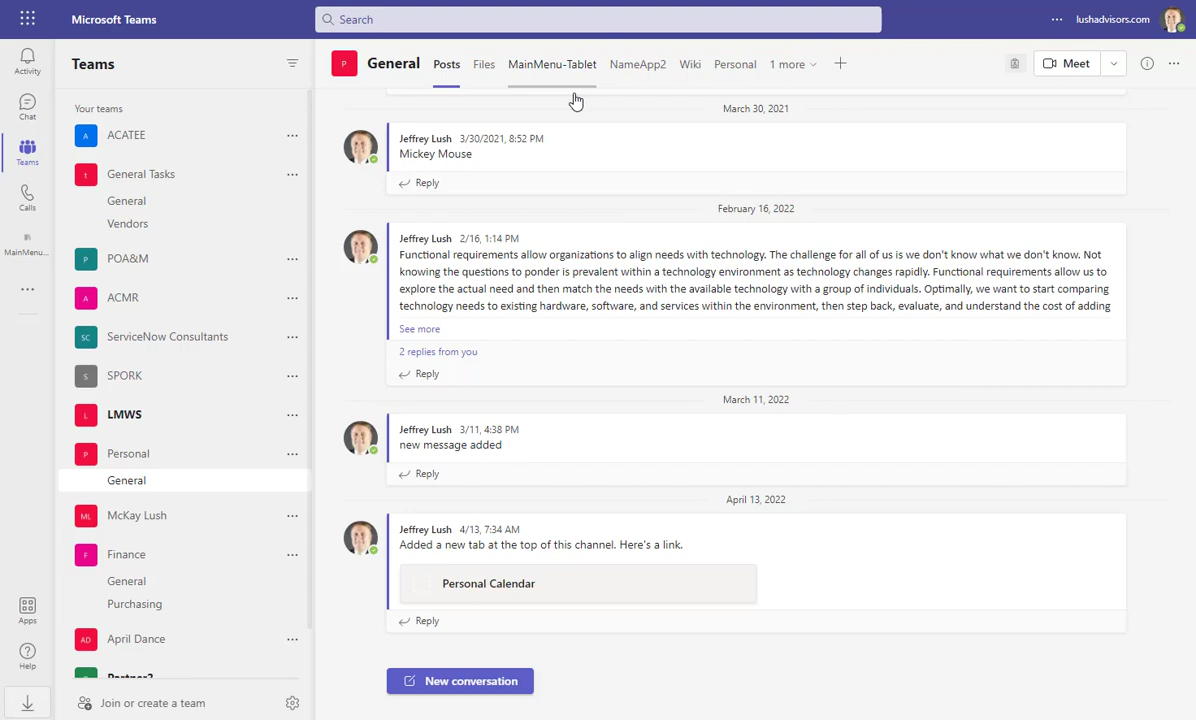 Microsoft Teams
Search
lushadvisors.com
Activity
Chat
Teams
Calls
MainMenu...
Apps
Help
Teams
Your teams
A ACATEE
t General Tasks
General
Vendors
P POA&M
A ACMR
SC ServiceNow Consultants
S SPORK
L LMWS
P Personal
General
ML McKay Lush
F Finance
General
Purchasing
AD April Dance
Partner2
Join or create a team
P General Posts Files MainMenu-Tablet NameApp2 Wiki Personal 1 more
Meet
March 30, 2021
Jeffrey Lush 3/30/2021, 8:52 PM
Mickey Mouse
Reply
February 16, 2022
Jeffrey Lush 2/16, 1:14 PM
Functional requirements allow organizations to align needs with technology. The challenge for all of us is we don't know what we don't know. Not
knowing the questions to ponder is prevalent within a technology environment as technology changes rapidly. Functional requirements allow us to
explore the actual need and then match the needs with the available technology with a group of individuals. Optimally, we want to start comparing
technology needs to existing hardware, software, and services within the environment, then step back, evaluate, and understand the cost of adding
See more
2 replies from you
Reply
March 11, 2022
Jeffrey Lush 3/11, 4:38 PM
new message added
Reply
April 13, 2022
Jeffrey Lush 4/13, 7:34 AM
Added a new tab at the top of this channel. Here's a link.
Personal Calendar
Reply
New conversation